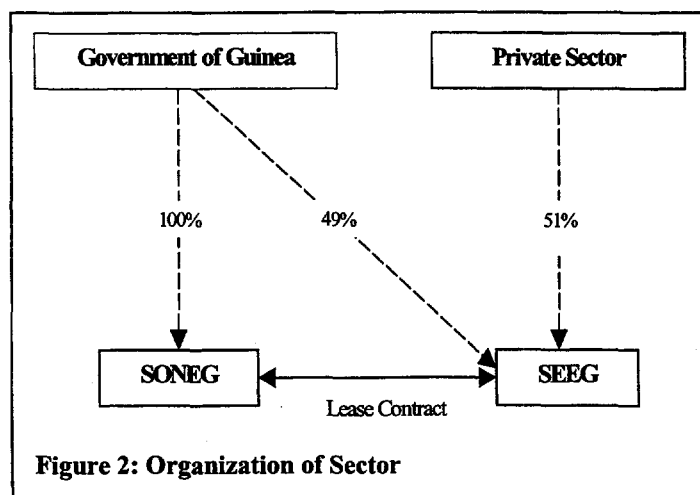 Government of Guinea
Private Sector
100%
49%
51%
SONEG
SEEG
Lease Contract
Figure 2: Organization of Sector